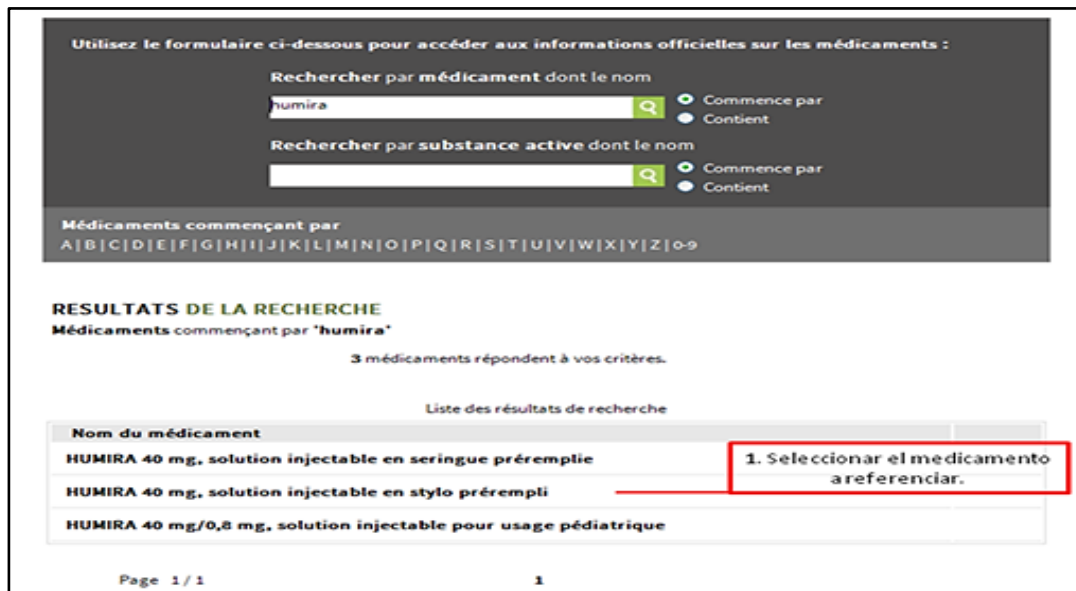 Utilisez le formulaire ci-dessous pour accéder aux informations officielles sur les médicaments :
Rechercher par médicament dont le nom
humira
Commence par
Contient
Rechercher par substance active dont le nom
Commence par
Contient
Médicaments commençant par
A|B|C|D|E|F|G|H|I|J|K|L|M|N|O|P|Q|R|S|T|U|V|W|X|Y|Z|0-9
RESULTATS DE LA RECHERCHE
Médicaments commençant par "humira"
3 médicaments répondent à vos critères.
Liste des résultats de recherche
Nom du médicament
HUMIRA 40 mg, solution injectable en seringue préremplie
1. Seleccionar el medicamento
a referenciar.
HUMIRA 40 mg, solution injectable en stylo prérempli
HUMIRA 40 mg/0,8 mg, solution injectable pour usage pédiatrique
Page 1/1
1